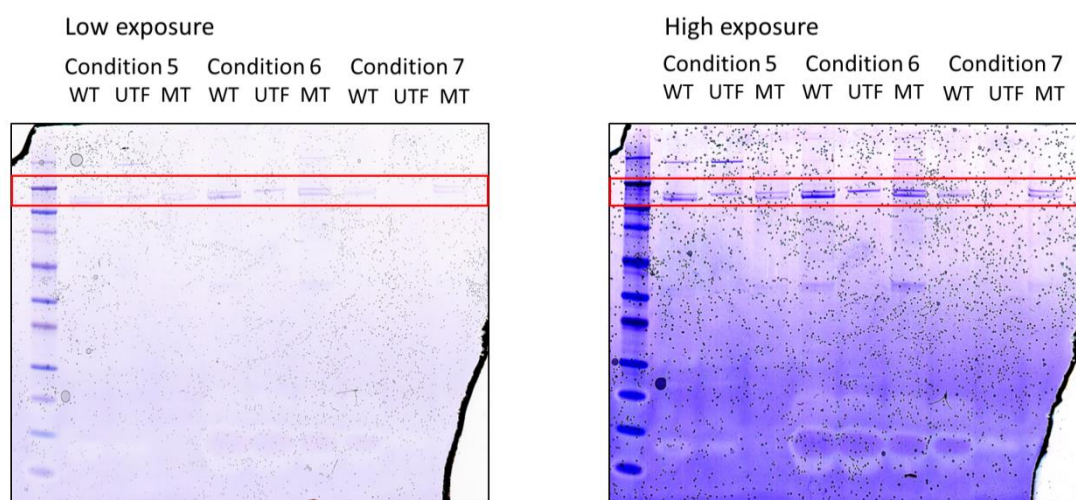 Low exposure
Condition 5 Condition 6 Condition 7
WT UTF MT WT UTF MT WT UTF MT
High exposure
Condition 5 Condition 6 Condition 7
WT UTF MT WT UTF MT WT UTF MT